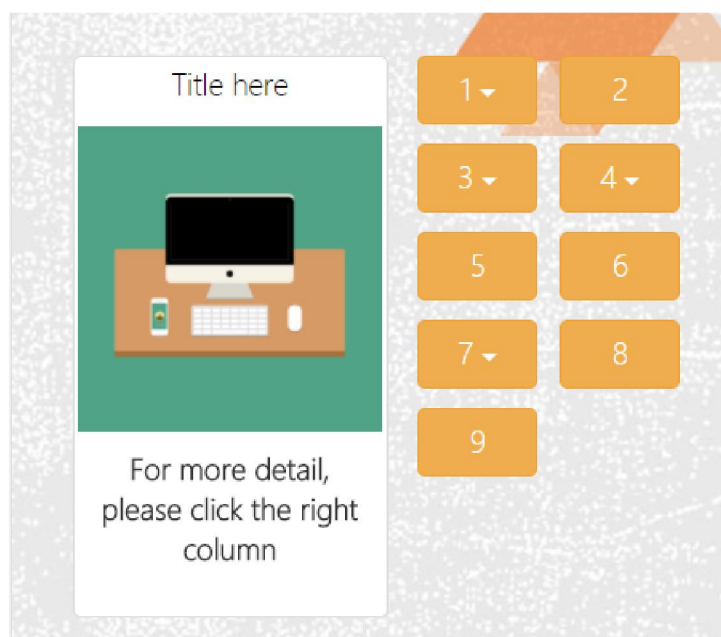 Title here
For more detail,
please click the right
column
1 2
3 4
5 6
7 8
9